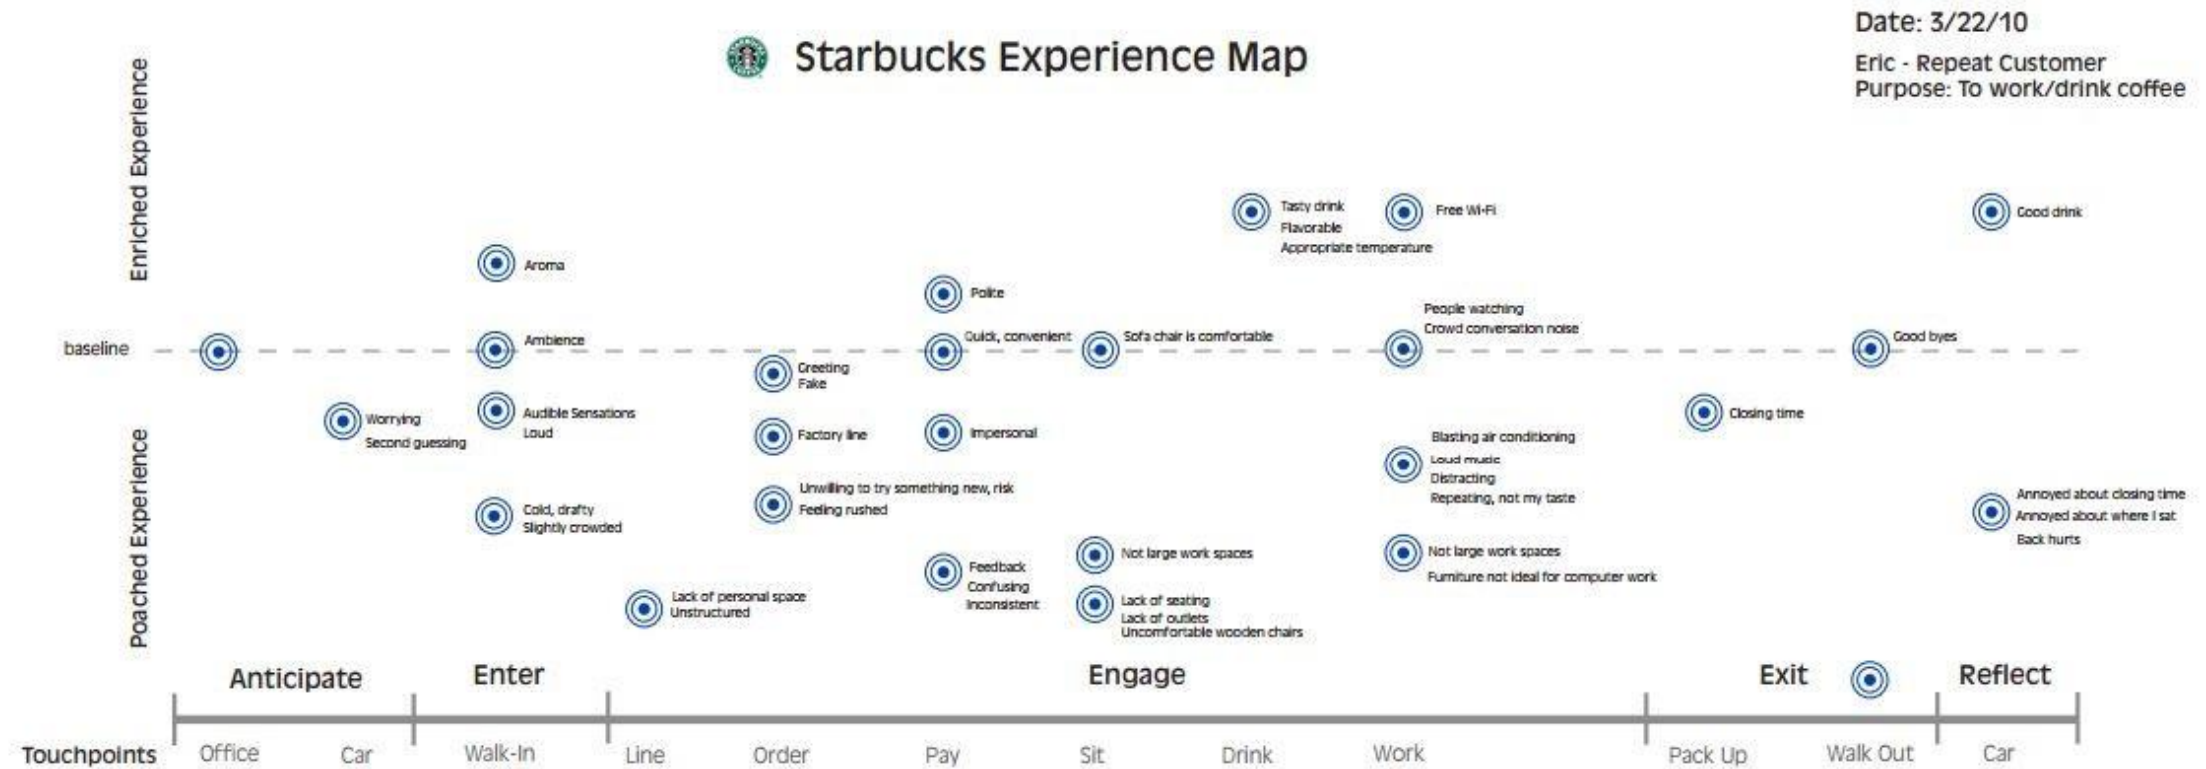 Date: 3/22/10
Starbucks Experience Map
Eric - Repeat Customer
Purpose: To work/drink coffee
Enriched Experience
Tasty drink
Flavorable
Appropriate temperature
Free Wi-Fi
Good drink
Aroma
Polite
People watching
Crowd conversation noise
baseline
Ambience
Quick, convenient
Sofa chair is comfortable
Good byes
Greeting
Fake
Worrying
Second guessing
Audible Sensations
Loud
Factory line
Impersonal
Closing time
Blasting air conditioning
Loud music
Distracting
Repeating, not my taste
Poached Experience
Cold, drafty
Slightly crowded
Unwilling to try something new, risk
Feeling rushed
Annoyed about closing time
Annoyed about where I sat
Back hurts
Not large work spaces
Not large work spaces
Furniture not ideal for computer work
Feedback
Confusing
Inconsistent
Lack of personal space
Unstructured
Lack of seating
Lack of outlets
Uncomfortable wooden chairs
Anticipate
Enter
Engage
Exit
Reflect
Touchpoints
Office
Car
Walk-In
Line
Order
Pay
Sit
Drink
Work
Pack Up
Walk Out
Car